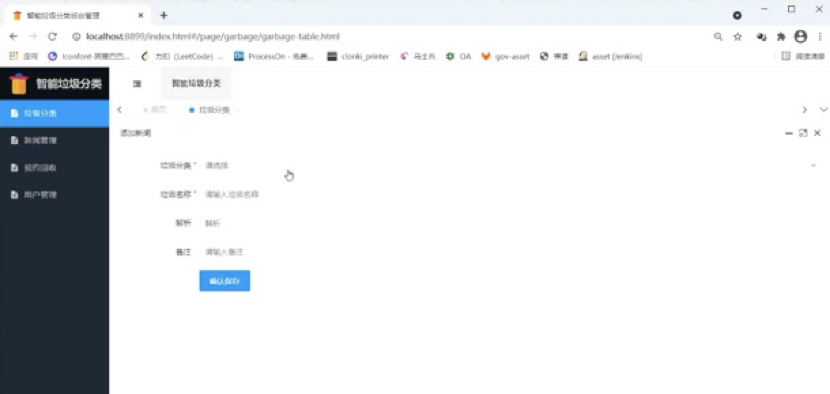 智能垃圾分类后台管理
localhost:8899/index.html#/page/garbage/garbage-table.html
应用 Iconfont-阿里巴巴... 力扣 (LeetCode) ... ProcessOn - 免费... clonki_printer 马士兵 OA gov-asset 禅道 asset [Jenkins] 阅读清单
智能垃圾分类 智能垃圾分类
垃圾分类 首页 垃圾分类
添加新闻
新闻管理
预约回收
用户管理
垃圾分类 * 请选择
垃圾名称 * 请输入垃圾名称
解析 解析
备注 请输入备注
确认保存